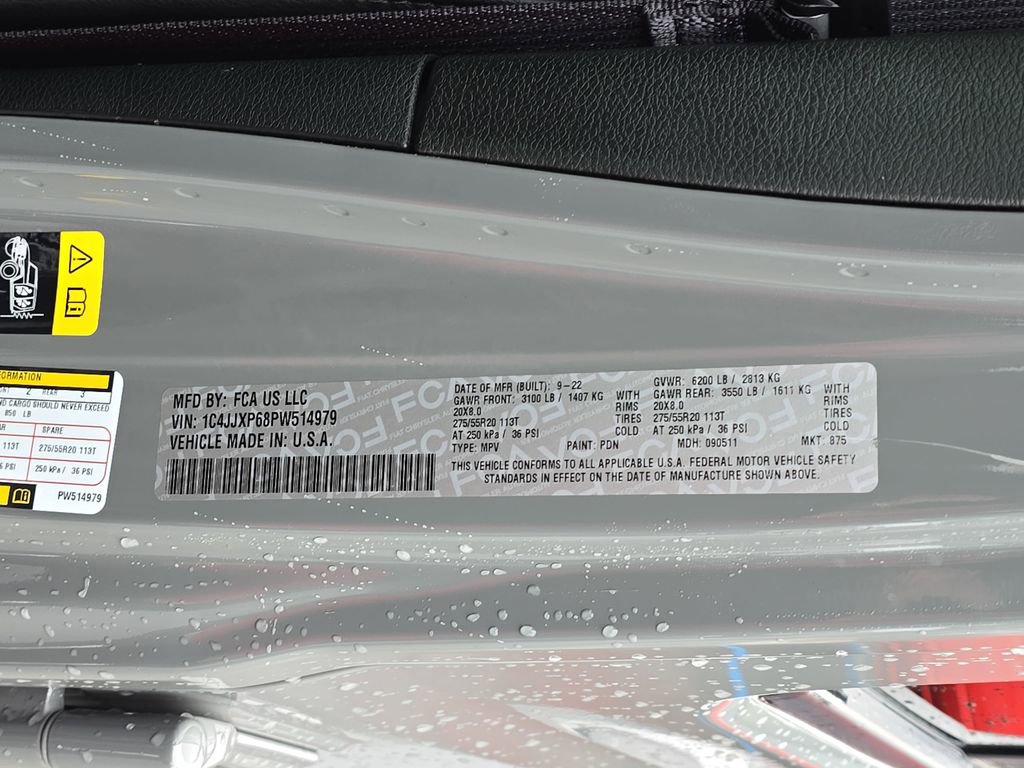 ORMATION
2 REAR 3
ND CARGO SHOULD NEVER EXCEED
850 LB
AR SPARE
113T 275/55R20 113T
6 PSI 250 kPa / 36 PSI
PW514979
MFD BY: FCA US LLC
VIN: 1C4JJXP68PW514979
VEHICLE MADE IN: U.S.A.
DATE OF MFR (BUILT): 9-22 GVWR: 6200 LB / 2813 KG
GAWR FRONT: 3100 LB / 1407 KG WITH GAWR REAR: 3550 LB / 1611 KG WITH
20X8.0 RIMS 20X8.0 RIMS
275/55R20 113T TIRES 275/55R20 113T TIRES
AT 250 kPa / 36 PSI COLD AT 250 kPa / 36 PSI COLD
TYPE: MPV PAINT: PDN MDH: 090511 MKT: 875
THIS VEHICLE CONFORMS TO ALL APPLICABLE U.S.A. FEDERAL MOTOR VEHICLE SAFETY
STANDARDS IN EFFECT ON THE DATE OF MANUFACTURE SHOWN ABOVE.